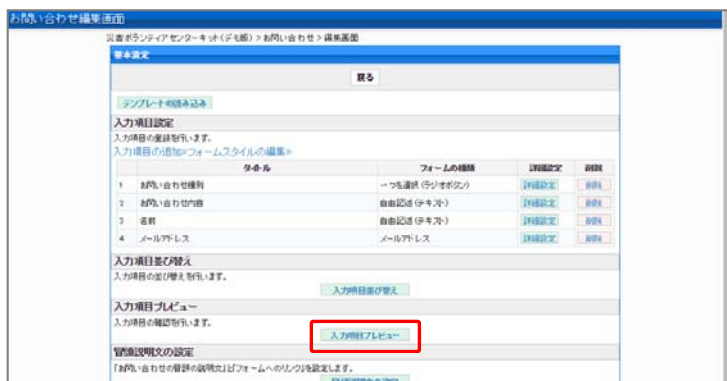 お問い合わせ編集画面
災害ボランティアセンターキット(デモ版) > お問い合わせ > 編集画面
基本設定
戻る
テンプレートの読み込み
入力項目設定
入力項目の登録を行います。
入力項目の追加»フォームスタイルの編集»
タイトル フォームの種類 詳細設定 削除
1 お問い合わせ種別 一つを選択(ラジオボタン) 詳細設定 削除
2 お問い合わせ内容 自由記述(テキスト) 詳細設定 削除
3 名前 自由記述(テキスト) 詳細設定 削除
4 メールアドレス メールアドレス 詳細設定 削除
入力項目並び替え
入力項目の並び替えを行います。
入力項目並び替え
入力項目プレビュー
入力項目の確認を行います。
入力項目プレビュー
冒頭説明文の設定
「お問い合わせの冒頭の説明文」と「フォームへのリンク」を設定します。